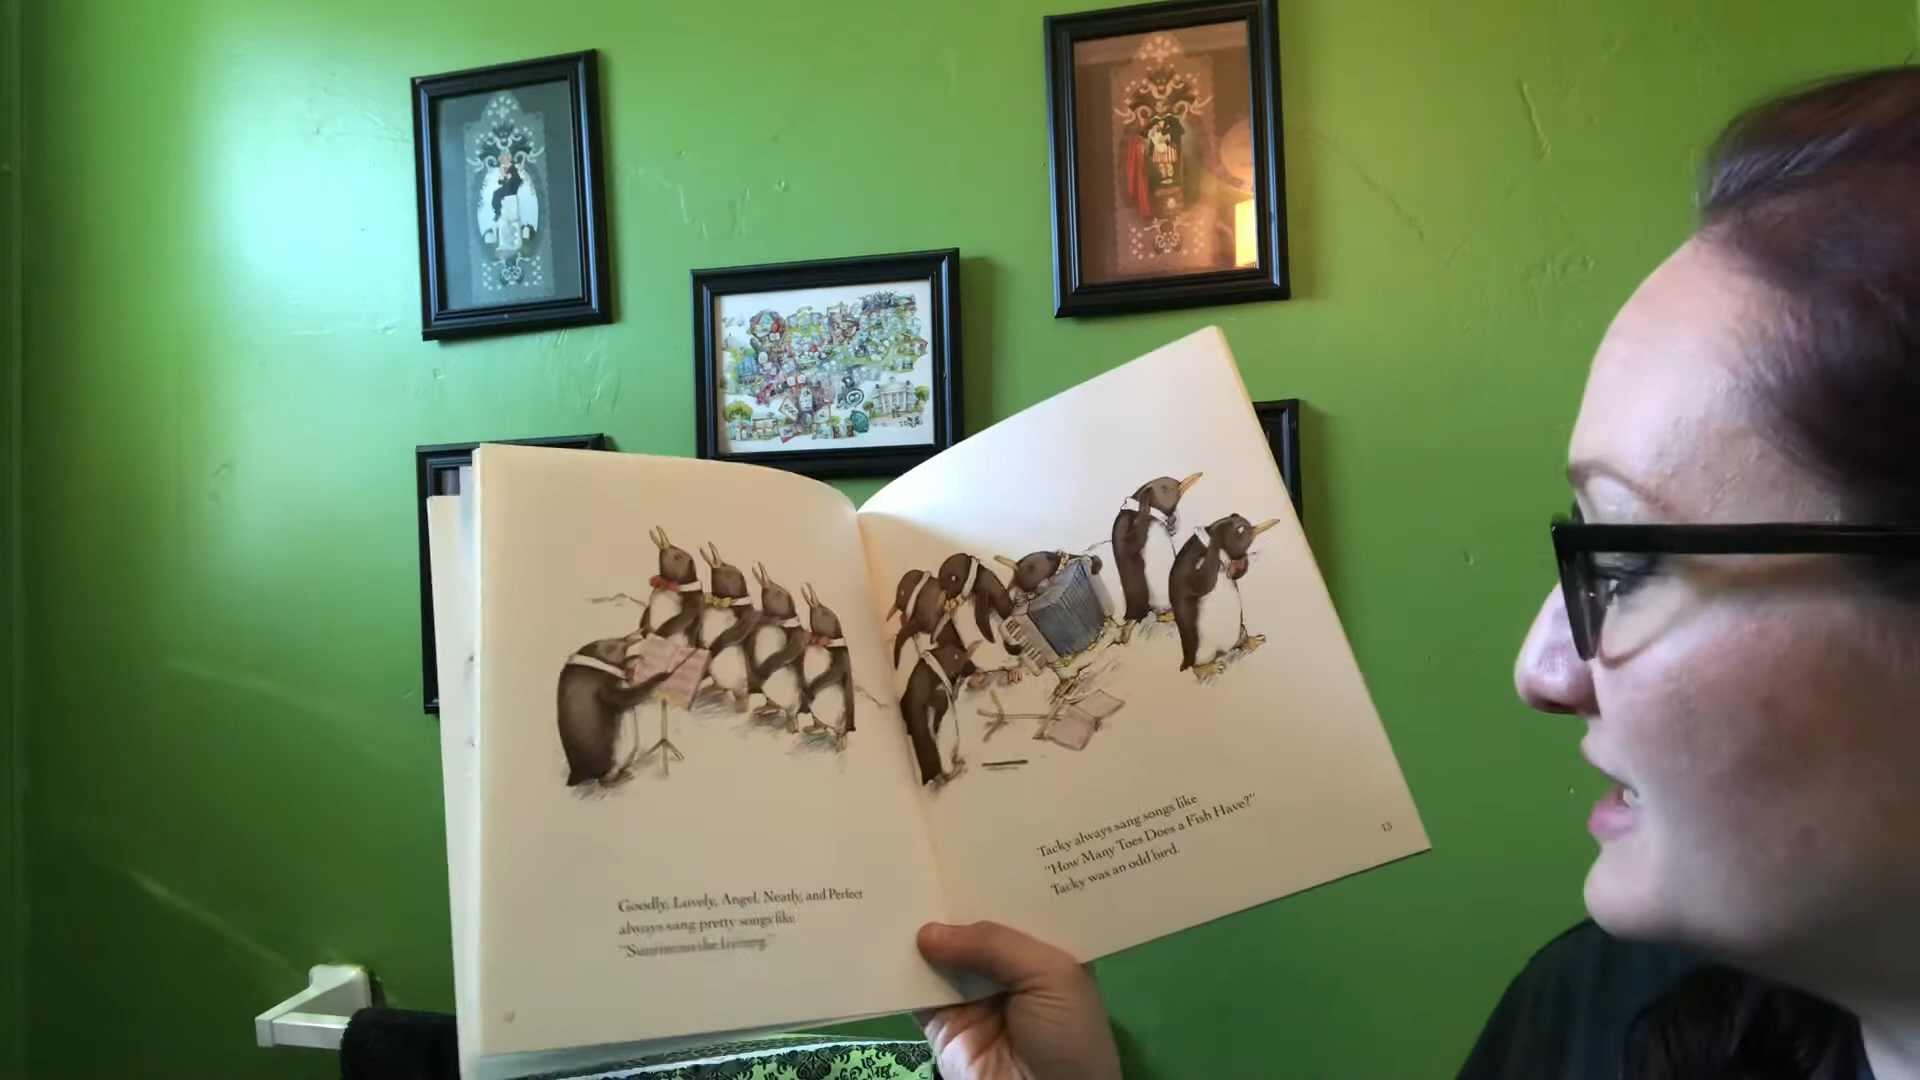 Goodly, Lovely, Angel, Neatly, and Perfect
always sang pretty songs like
Tacky always sang songs like
"How Many Toes Does a Fish Have?"
Tacky was an odd bird.
13